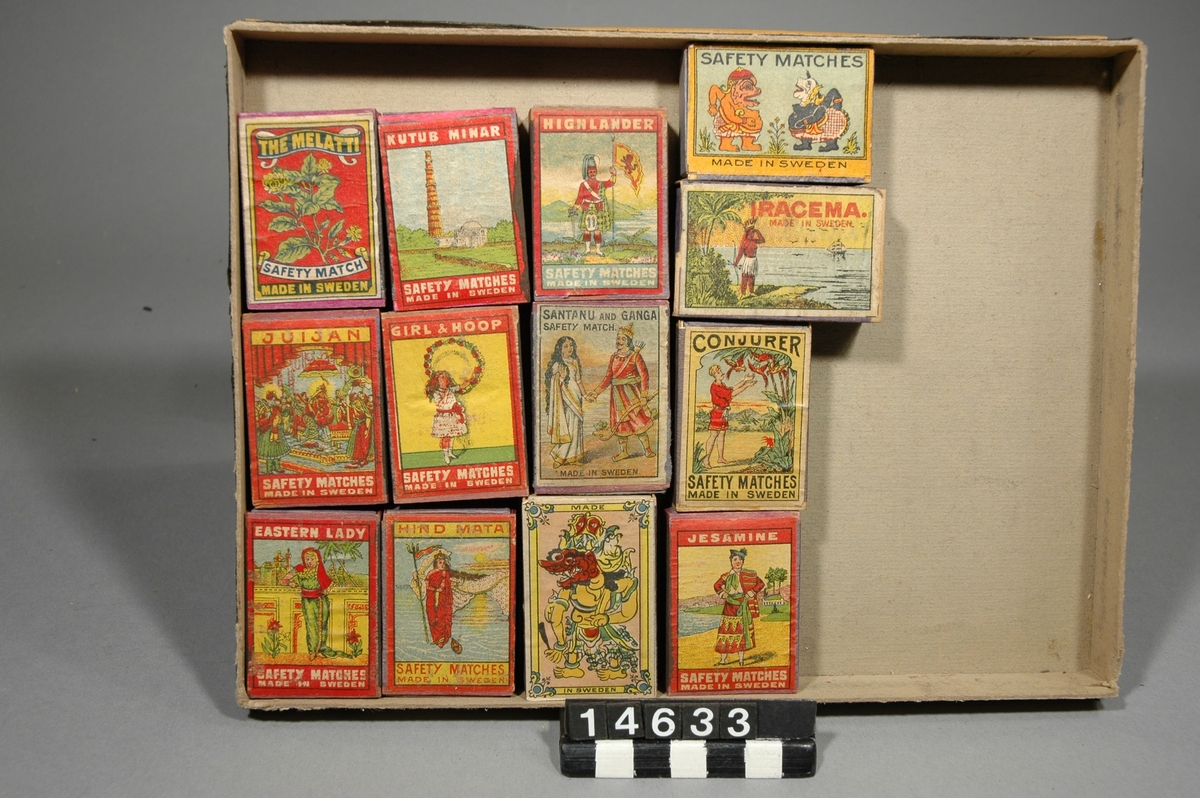 THE MELATTI
SAFETY MATCH
MADE IN SWEDEN
KUTUB MINAR
SAFETY MATCHES
MADE IN SWEDEN
HIGHLANDER
SAFETY MATCHES
MADE IN SWEDEN
SAFETY MATCHES
MADE IN SWEDEN
IRACEMA.
MADE IN SWEDEN.
JUIJAN
SAFETY MATCHES
MADE IN SWEDEN
GIRL & HOOP
SAFETY MATCHES
MADE IN SWEDEN
SANTANU AND GANGA
SAFETY MATCH.
MADE IN SWEDEN.
CONJURER
SAFETY MATCHES
MADE IN SWEDEN
EASTERN LADY
SAFETY MATCHES
MADE IN SWEDEN
HIND MATA
SAFETY MATCHES
MADE IN SWEDEN
MADE
IN SWEDEN
JESAMINE
SAFETY MATCHES
MADE IN SWEDEN
14633